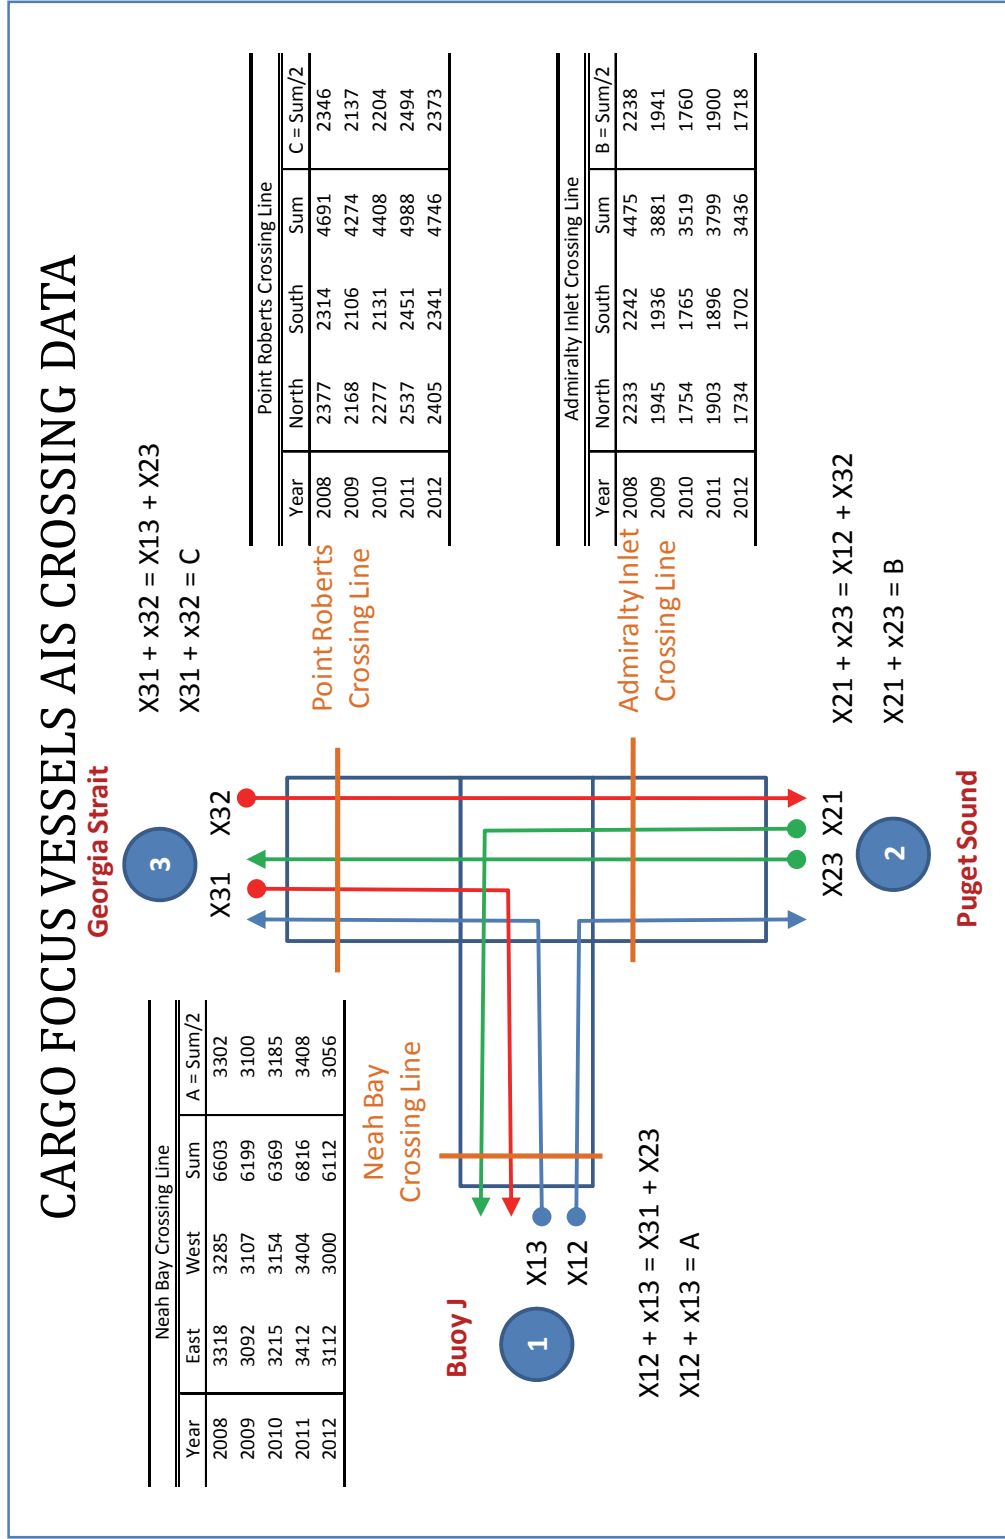 CARGO FOCUS VESSELS AIS CROSSING DATA
Neah Bay Crossing Line
Year East West Sum A = Sum/2
2008 3318 3285 6603 3302
2009 3092 3107 6199 3100
2010 3215 3154 6369 3185
2011 3412 3404 6816 3408
2012 3112 3000 6112 3056
Georgia Strait
3
X31 X32
X31 + x32 = X13 + X23
X31 + x32 = C
Point Roberts
Crossing Line
Point Roberts Crossing Line
Year North South Sum C = Sum/2
2008 2377 2314 4691 2346
2009 2168 2106 4274 2137
2010 2277 2131 4408 2204
2011 2537 2451 4988 2494
2012 2405 2341 4746 2373
Neah Bay
Crossing Line
Buoy J
1
X13
X12
X12 + x13 = X31 + X23
X12 + x13 = A
Admiralty Inlet
Crossing Line
Admiralty Inlet Crossing Line
Year North South Sum B = Sum/2
2008 2233 2242 4475 2238
2009 1945 1936 3881 1941
2010 1754 1765 3519 1760
2011 1903 1896 3799 1900
2012 1734 1702 3436 1718
X23 X21
2
Puget Sound
X21 + x23 = X12 + X32
X21 + x23 = B